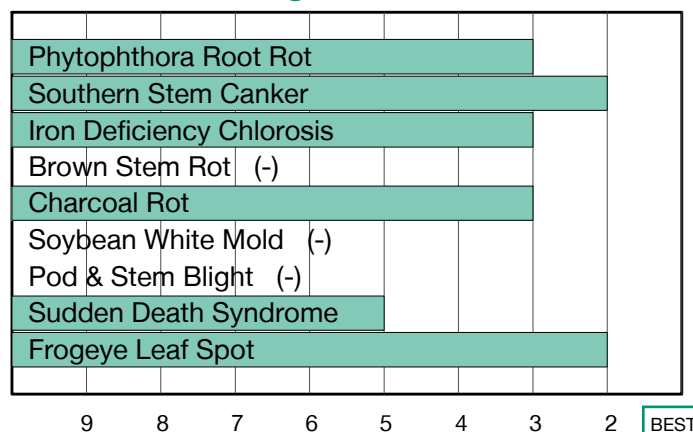 Phytophthora Root Rot
Southern Stem Canker
Iron Deficiency Chlorosis
Brown Stem Rot (-)
Charcoal Rot
Soybean White Mold (-)
Pod & Stem Blight (-)
Sudden Death Syndrome
Frogeye Leaf Spot
9 8 7 6 5 4 3 2 BEST